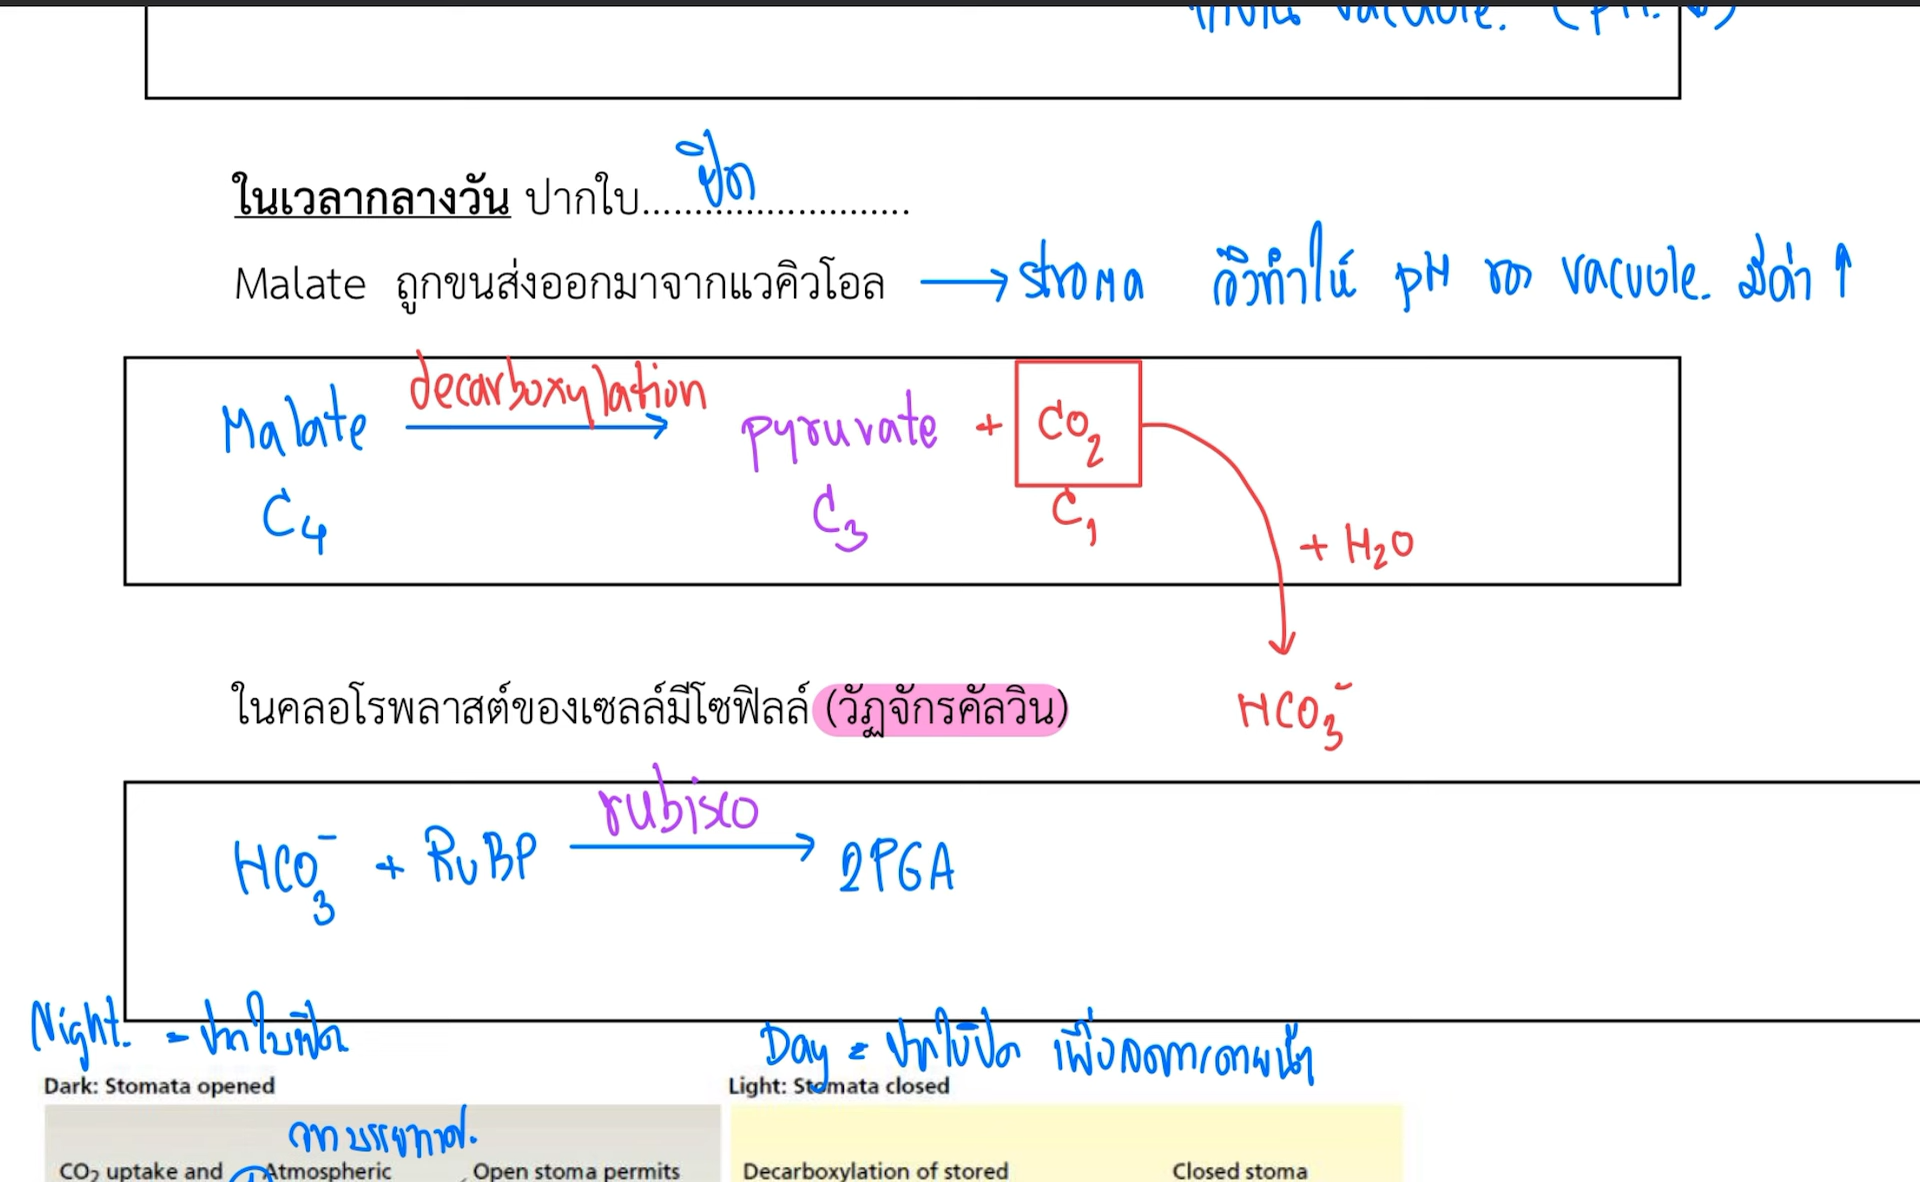 vacuole. (pH. ↓)
ปิด
ในเวลากลางวัน ปากใบ..........................
Malate ถูกขนส่งออกมาจากแวคิวโอล → stroma จึงทำให้ pH ของ vacuole. มีค่า ↑
decarboxylation
Malate → pyruvate + CO₂
C₄ C₃ C₁
+ H₂O
ในคลอโรพลาสต์ของเซลล์มีโซฟิลล์ (วัฏจักรคัลวิน) HCO₃⁻
rubisco
HCO₃⁻ + RuBP → 2PGA
Night. = ปากใบเปิด Day = ปากใบปิด เพื่อลดการคายน้ำ
Dark: Stomata opened Light: Stomata closed
จากบรรยากาศ.
CO₂ uptake and Atmospheric Open stoma permits Decarboxylation of stored Closed stoma